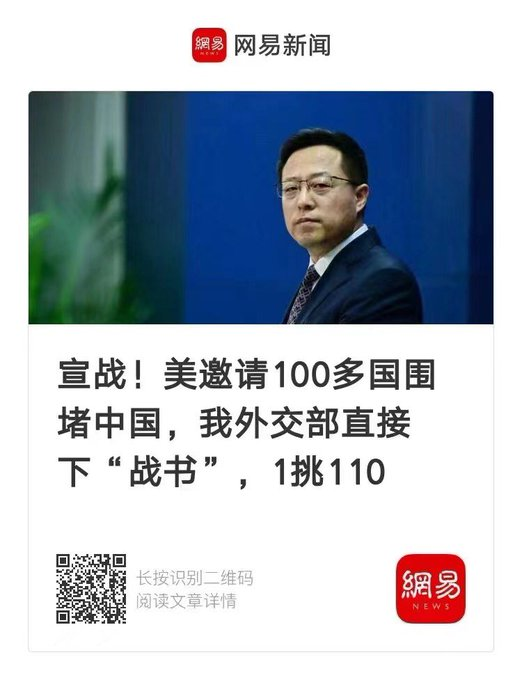 網易
NEWS
网易新闻
宣战！美邀请100多国围
堵中国，我外交部直接
下“战书”，1挑110
长按识别二维码
阅读文章详情
網易
NEWS